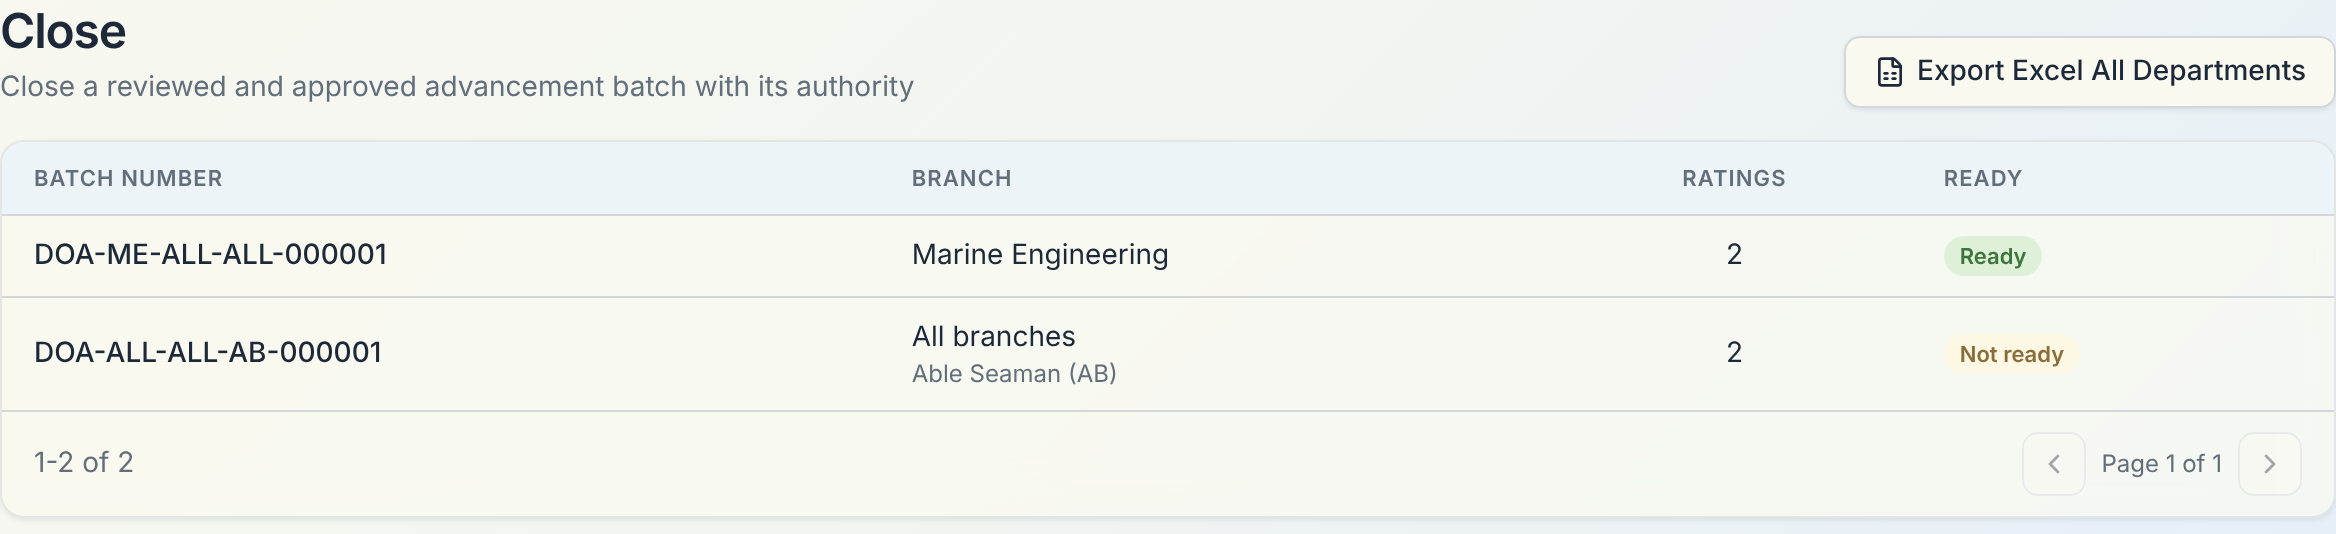 Close
Close a reviewed and approved advancement batch with its authority
Export Excel All Departments
BATCH NUMBER BRANCH RATINGS READY
DOA-ME-ALL-ALL-000001 Marine Engineering 2 Ready
DOA-ALL-ALL-AB-000001 All branches 2 Not ready
Able Seaman (AB)
1-2 of 2 Page 1 of 1